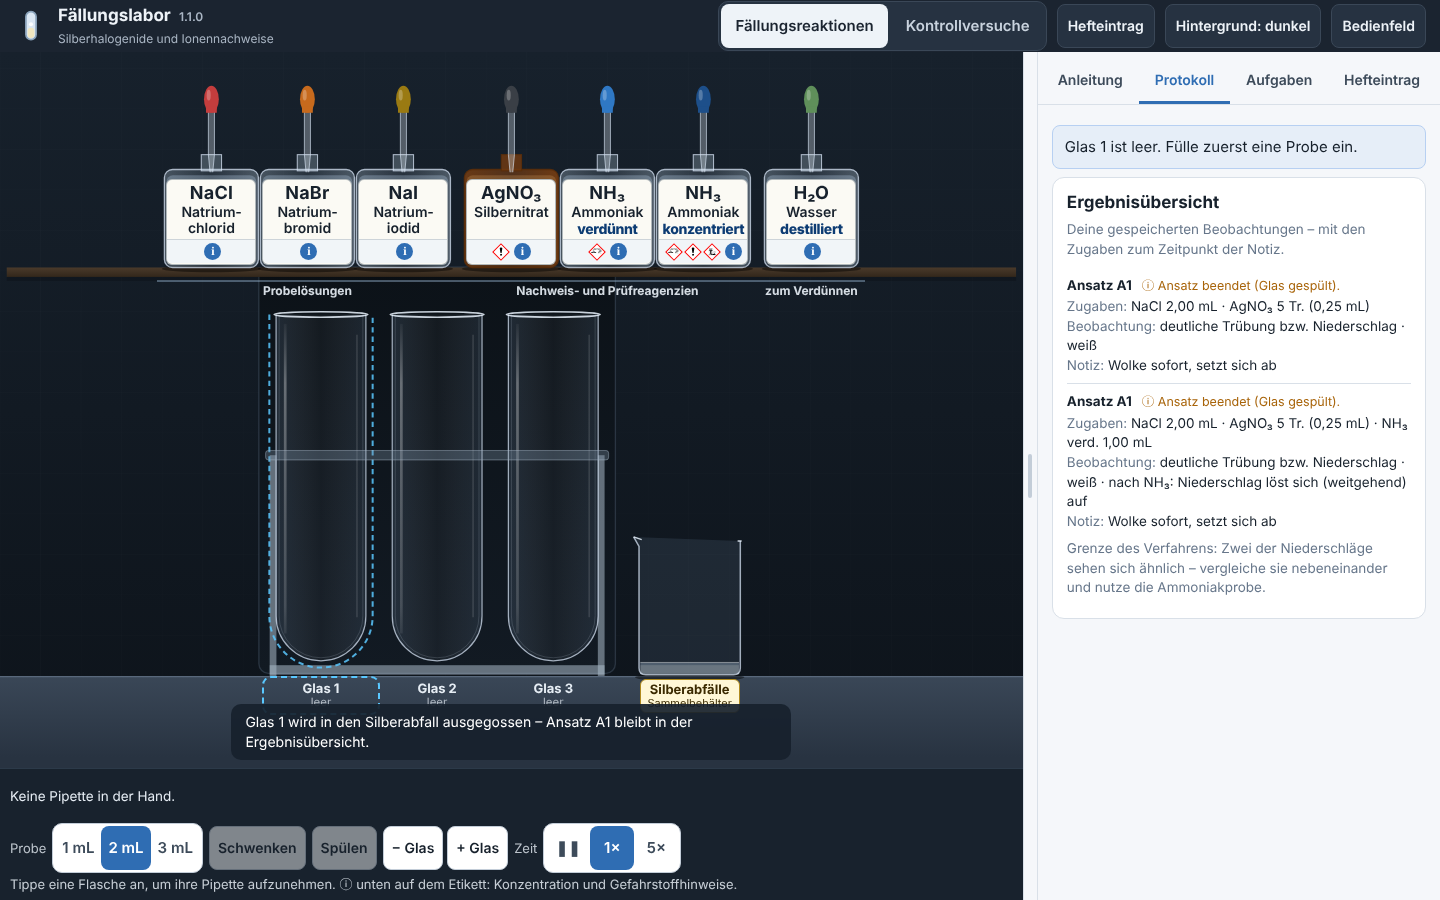 Fällungslabor 1.1.0
Silberhalogenide und Ionennachweise
Fällungsreaktionen
Kontrollversuche
Hefteintrag
Hintergrund: dunkel
Bedienfeld
NaCl
Natrium-
chlorid
i
NaBr
Natrium-
bromid
i
NaI
Natrium-
iodid
i
AgNO₃
Silbernitrat
i
NH₃
Ammoniak
verdünnt
i
NH₃
Ammoniak
konzentriert
i
H₂O
Wasser
destilliert
i
Probelösungen
Nachweis- und Prüfreagenzien
zum Verdünnen
Glas 1
leer
Glas 2
leer
Glas 3
leer
Silberabfälle
Sammelbehälter
Glas 1 wird in den Silberabfall ausgegossen – Ansatz A1 bleibt in der
Ergebnisübersicht.
Keine Pipette in der Hand.
Probe
1 mL
2 mL
3 mL
Schwenken
Spülen
− Glas
+ Glas
Zeit
❚❚
1×
5×
Tippe eine Flasche an, um ihre Pipette aufzunehmen. ⓘ unten auf dem Etikett: Konzentration und Gefahrstoffhinweise.
Anleitung
Protokoll
Aufgaben
Hefteintrag
Glas 1 ist leer. Fülle zuerst eine Probe ein.
Ergebnisübersicht
Deine gespeicherten Beobachtungen – mit den
Zugaben zum Zeitpunkt der Notiz.
Ansatz A1 ⓘ Ansatz beendet (Glas gespült).
Zugaben: NaCl 2,00 mL · AgNO₃ 5 Tr. (0,25 mL)
Beobachtung: deutliche Trübung bzw. Niederschlag ·
weiß
Notiz: Wolke sofort, setzt sich ab
Ansatz A1 ⓘ Ansatz beendet (Glas gespült).
Zugaben: NaCl 2,00 mL · AgNO₃ 5 Tr. (0,25 mL) · NH₃
verd. 1,00 mL
Beobachtung: deutliche Trübung bzw. Niederschlag ·
weiß · nach NH₃: Niederschlag löst sich (weitgehend)
auf
Notiz: Wolke sofort, setzt sich ab
Grenze des Verfahrens: Zwei der Niederschläge
sehen sich ähnlich – vergleiche sie nebeneinander
und nutze die Ammoniakprobe.